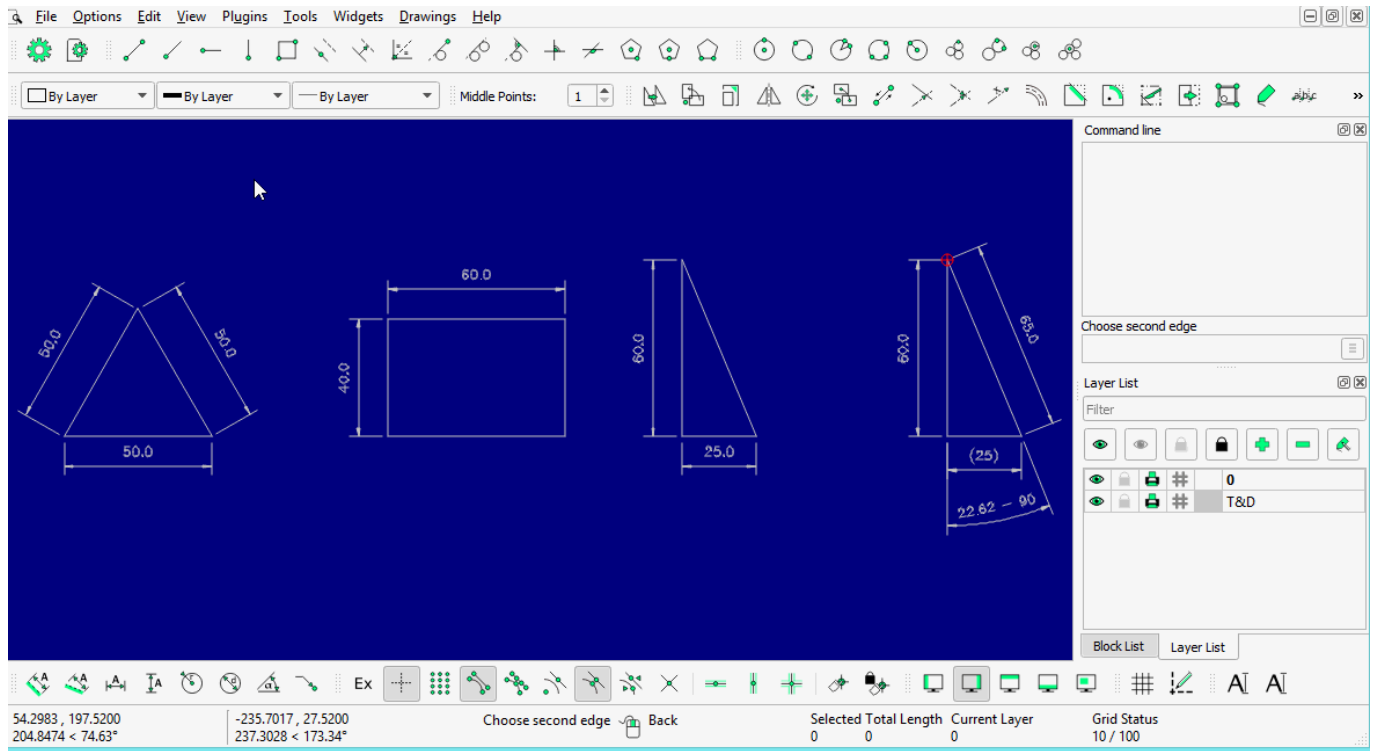 File Options Edit View Plugins Tools Widgets Drawings Help
By Layer By Layer By Layer Middle Points: 1 a|b|c »
Command line
Choose second edge
Layer List
Filter
0
T&D
Block List Layer List
50.0 50.0
50.0
60.0
40.0
60.0
25.0
60.0 65.0
(25)
22.62 - 90
A A A A Ex A A
54.2983 , 197.5200 -235.7017 , 27.5200 Choose second edge Back Selected Total Length Current Layer Grid Status
204.8474 < 74.63° 237.3028 < 173.34° 0 0 0 10 / 100